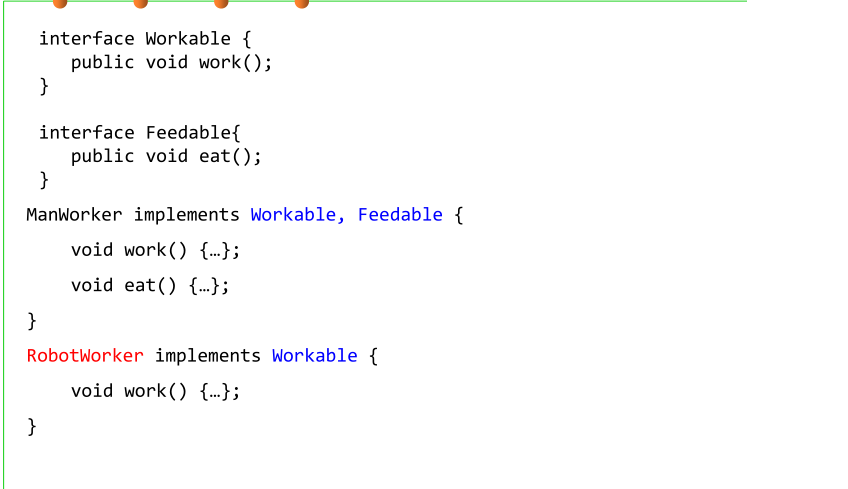 interface Workable {
   public void work();
}
interface Feedable{
   public void eat();
}
ManWorker implements Workable, Feedable {
    void work() {…};
    void eat() {…};
}
RobotWorker implements Workable {
    void work() {…};
}